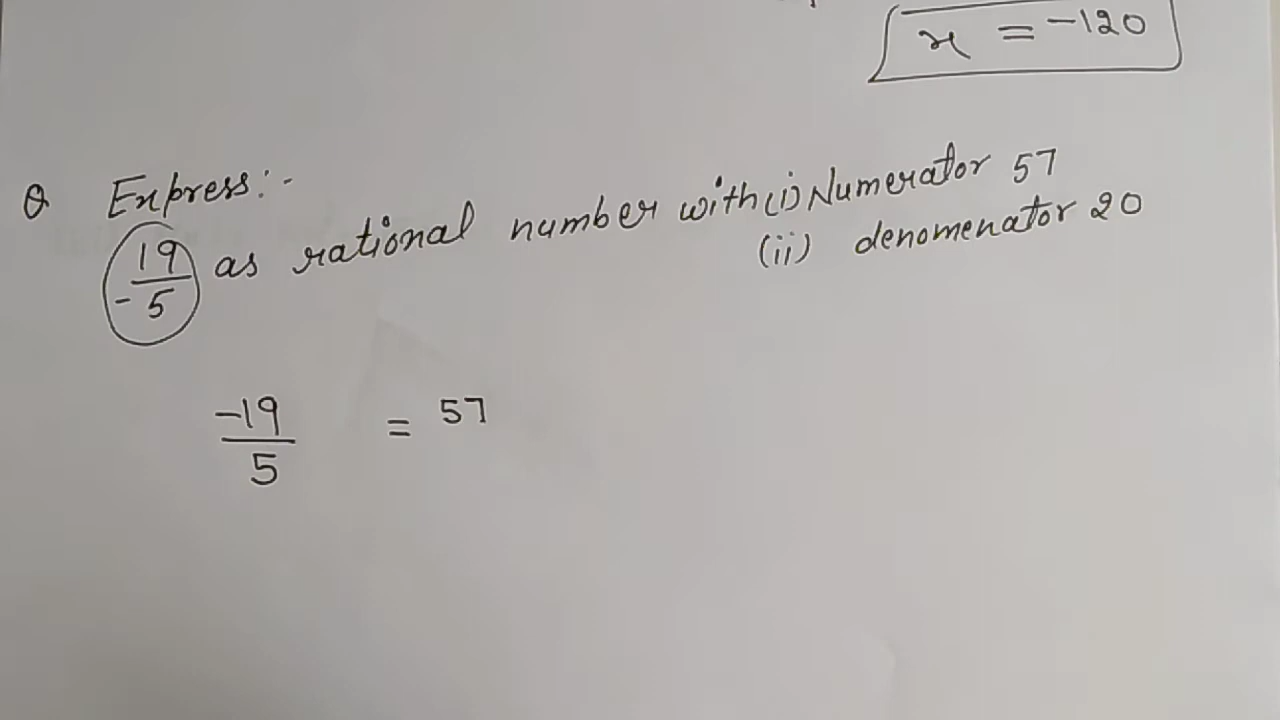 x = -120
Q Express:-
19/-5 as rational number with (i) Numerator 57
(ii) denomenator 20
-19/5 = 57